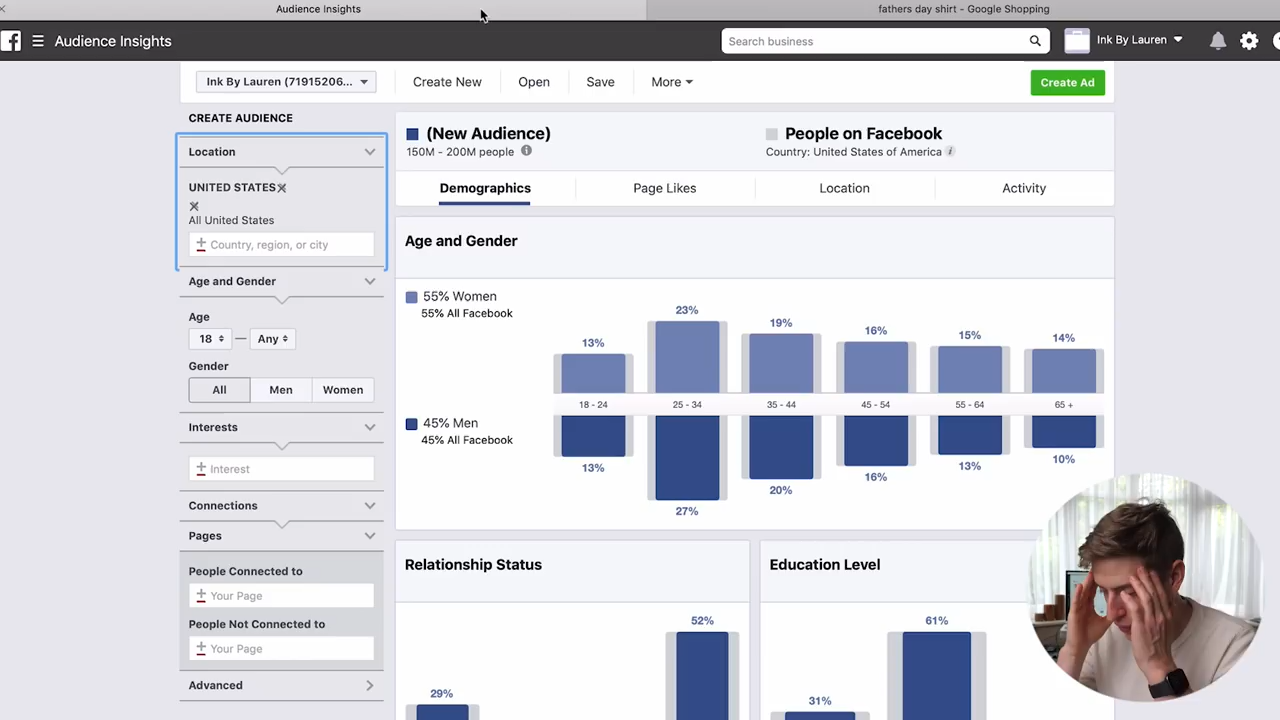 Audience Insights
fathers day shirt - Google Shopping
Audience Insights
Search business
Ink By Lauren
Ink By Lauren (71915206...
Create New
Open
Save
More
Create Ad
CREATE AUDIENCE
Location
UNITED STATES
All United States
Country, region, or city
Age and Gender
Age
18 — Any
Gender
All
Men
Women
Interests
Interest
Connections
Pages
People Connected to
Your Page
People Not Connected to
Your Page
Advanced
(New Audience)
150M - 200M people
People on Facebook
Country: United States of America
Demographics
Page Likes
Location
Activity
Age and Gender
55% Women
55% All Facebook
13%
23%
19%
16%
15%
14%
18 - 24
25 - 34
35 - 44
45 - 54
55 - 64
65 +
45% Men
45% All Facebook
13%
27%
20%
16%
13%
10%
Relationship Status
52%
29%
Education Level
61%
31%